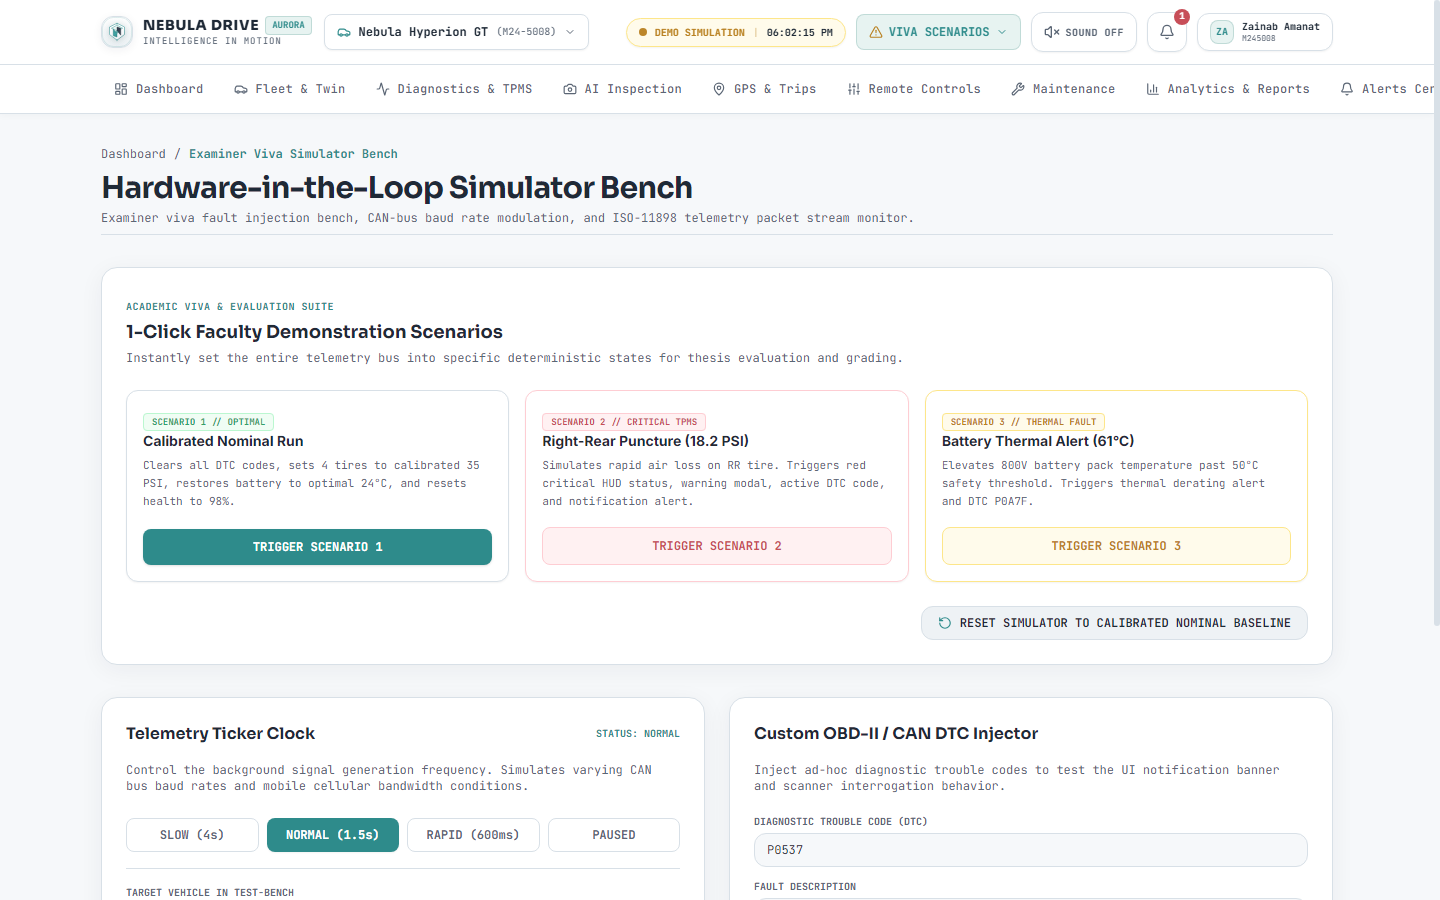 NEBULA DRIVE AURORA
INTELLIGENCE IN MOTION
Nebula Hyperion GT (M24-5008)
DEMO SIMULATION | 06:02:15 PM
VIVA SCENARIOS
SOUND OFF
1
ZA
Zainab Amanat
M245008
Dashboard
Fleet & Twin
Diagnostics & TPMS
AI Inspection
GPS & Trips
Remote Controls
Maintenance
Analytics & Reports
Alerts Cen
Dashboard / Examiner Viva Simulator Bench
Hardware-in-the-Loop Simulator Bench
Examiner viva fault injection bench, CAN-bus baud rate modulation, and ISO-11898 telemetry packet stream monitor.
ACADEMIC VIVA & EVALUATION SUITE
1-Click Faculty Demonstration Scenarios
Instantly set the entire telemetry bus into specific deterministic states for thesis evaluation and grading.
SCENARIO 1 // OPTIMAL
Calibrated Nominal Run
Clears all DTC codes, sets 4 tires to calibrated 35
PSI, restores battery to optimal 24°C, and resets
health to 98%.
TRIGGER SCENARIO 1
SCENARIO 2 // CRITICAL TPMS
Right-Rear Puncture (18.2 PSI)
Simulates rapid air loss on RR tire. Triggers red
critical HUD status, warning modal, active DTC code,
and notification alert.
TRIGGER SCENARIO 2
SCENARIO 3 // THERMAL FAULT
Battery Thermal Alert (61°C)
Elevates 800V battery pack temperature past 50°C
safety threshold. Triggers thermal derating alert
and DTC P0A7F.
TRIGGER SCENARIO 3
RESET SIMULATOR TO CALIBRATED NOMINAL BASELINE
Telemetry Ticker Clock
STATUS: NORMAL
Control the background signal generation frequency. Simulates varying CAN
bus baud rates and mobile cellular bandwidth conditions.
SLOW (4s)
NORMAL (1.5s)
RAPID (600ms)
PAUSED
TARGET VEHICLE IN TEST-BENCH
Custom OBD-II / CAN DTC Injector
Inject ad-hoc diagnostic trouble codes to test the UI notification banner
and scanner interrogation behavior.
DIAGNOSTIC TROUBLE CODE (DTC)
P0537
FAULT DESCRIPTION